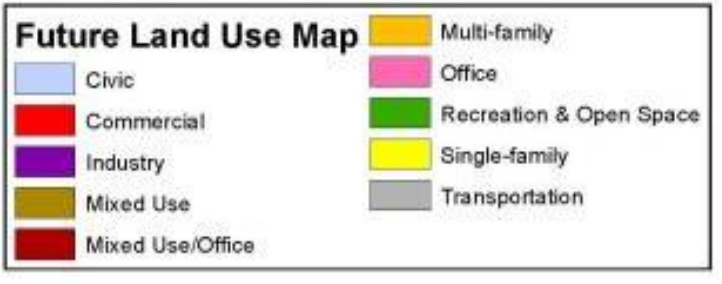 Future Land Use Map
Civic
Commercial
Industry
Mixed Use
Mixed Use/Office
Multi-family
Office
Recreation & Open Space
Single-family
Transportation